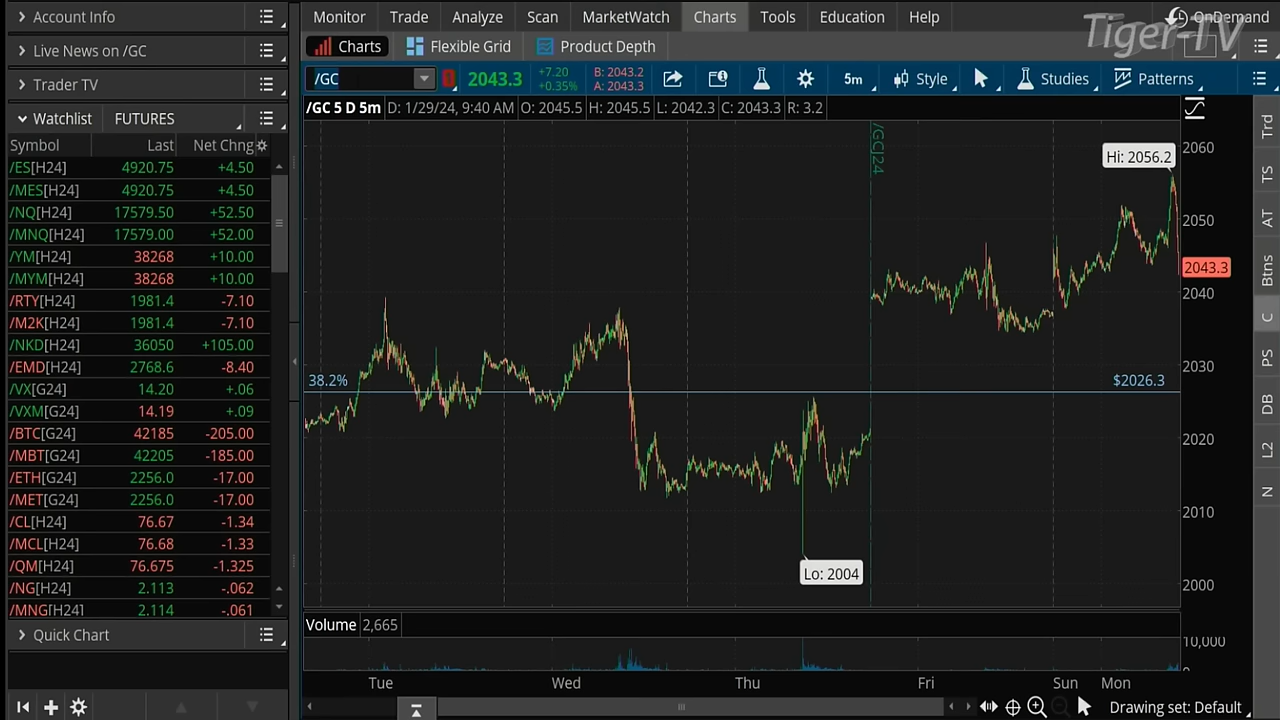 Account Info
Monitor Trade Analyze Scan MarketWatch Charts Tools Education Help OnDemand
Tiger-TV
Live News on /GC
Charts Flexible Grid Product Depth
Trader TV
/GC 2043.3 +7.20 +0.35% B: 2043.2 A: 2043.3 5m Style Studies Patterns
Watchlist FUTURES
/GC 5 D 5m D: 1/29/24, 9:40 AM O: 2045.5 H: 2045.5 L: 2042.3 C: 2043.3 R: 3.2
Symbol Last Net Chng
/ES[H24] 4920.75 +4.50
/MES[H24] 4920.75 +4.50
/NQ[H24] 17579.50 +52.50
/MNQ[H24] 17579.00 +52.00
/YM[H24] 38268 +10.00
/MYM[H24] 38268 +10.00
/RTY[H24] 1981.4 -7.10
/M2K[H24] 1981.4 -7.10
/NKD[H24] 36050 +105.00
/EMD[H24] 2768.6 -8.40
/VX[G24] 14.20 +.06
/VXM[G24] 14.19 +.09
/BTC[G24] 42185 -205.00
/MBT[G24] 42205 -185.00
/ETH[G24] 2256.0 -17.00
/MET[G24] 2256.0 -17.00
/CL[H24] 76.67 -1.34
/MCL[H24] 76.68 -1.33
/QM[H24] 76.675 -1.325
/NG[H24] 2.113 -.062
/MNG[H24] 2.114 -.061
Quick Chart
/GCJ24
Hi: 2056.2
2060
2050
2043.3
2040
2030
38.2% $2026.3
2020
2010
Lo: 2004
2000
Volume 2,665
10,000
0
Tue Wed Thu Fri Sun Mon
Drawing set: Default
Trd
TS
AT
Btns
C
PS
DB
L2
N